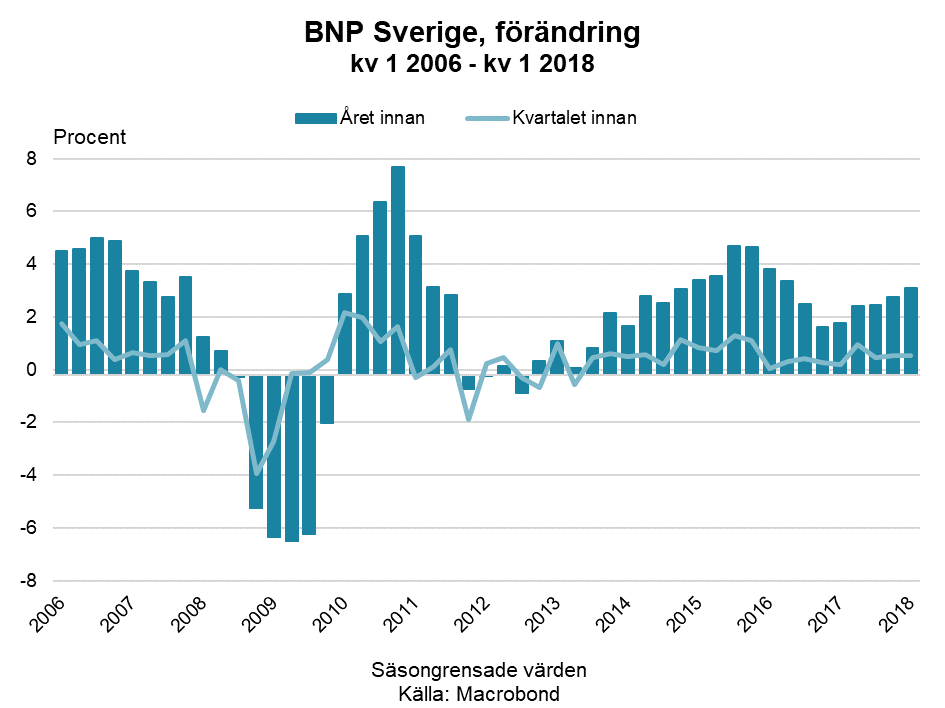 BNP Sverige, förändring
kv 1 2006 - kv 1 2018
Året innan Kvartalet innan
Procent
8
6
4
2
0
-2
-4
-6
-8
2006 2007 2008 2009 2010 2011 2012 2013 2014 2015 2016 2017 2018
Säsongrensade värden
Källa: Macrobond